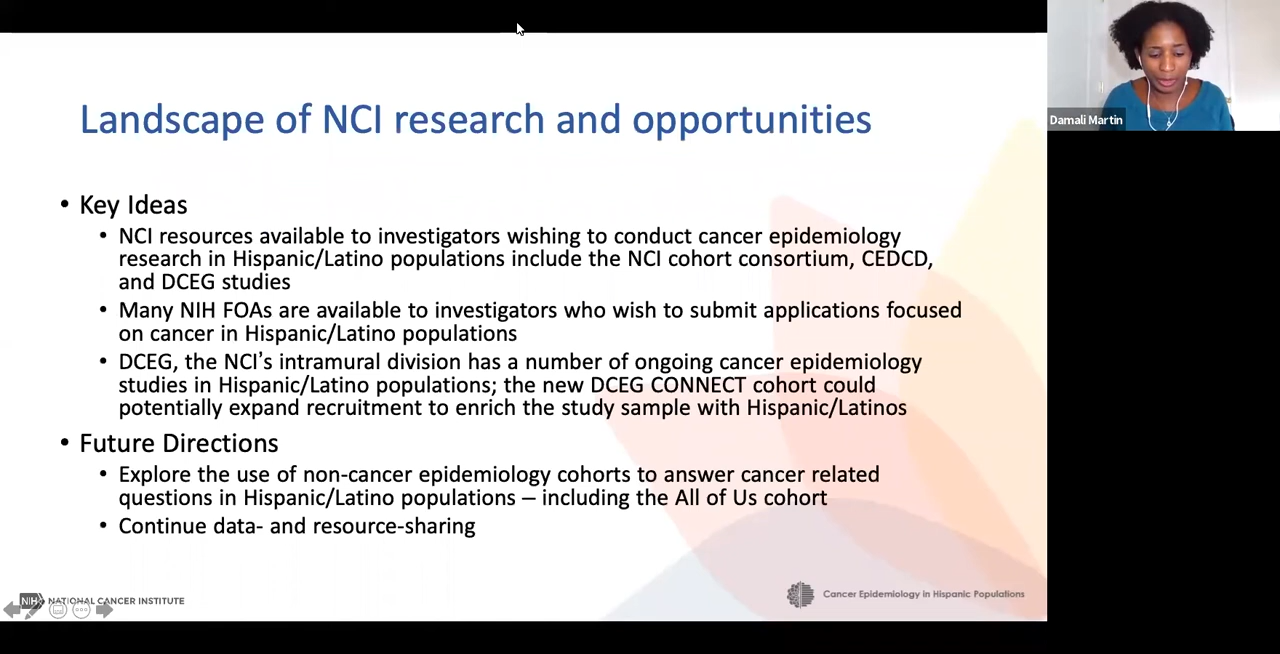 Landscape of NCI research and opportunities
Damali Martin
• Key Ideas
• NCI resources available to investigators wishing to conduct cancer epidemiology
research in Hispanic/Latino populations include the NCI cohort consortium, CEDCD,
and DCEG studies
• Many NIH FOAs are available to investigators who wish to submit applications focused
on cancer in Hispanic/Latino populations
• DCEG, the NCI’s intramural division has a number of ongoing cancer epidemiology
studies in Hispanic/Latino populations; the new DCEG CONNECT cohort could
potentially expand recruitment to enrich the study sample with Hispanic/Latinos
• Future Directions
• Explore the use of non-cancer epidemiology cohorts to answer cancer related
questions in Hispanic/Latino populations – including the All of Us cohort
• Continue data- and resource-sharing
NIH NATIONAL CANCER INSTITUTE
Cancer Epidemiology in Hispanic Populations